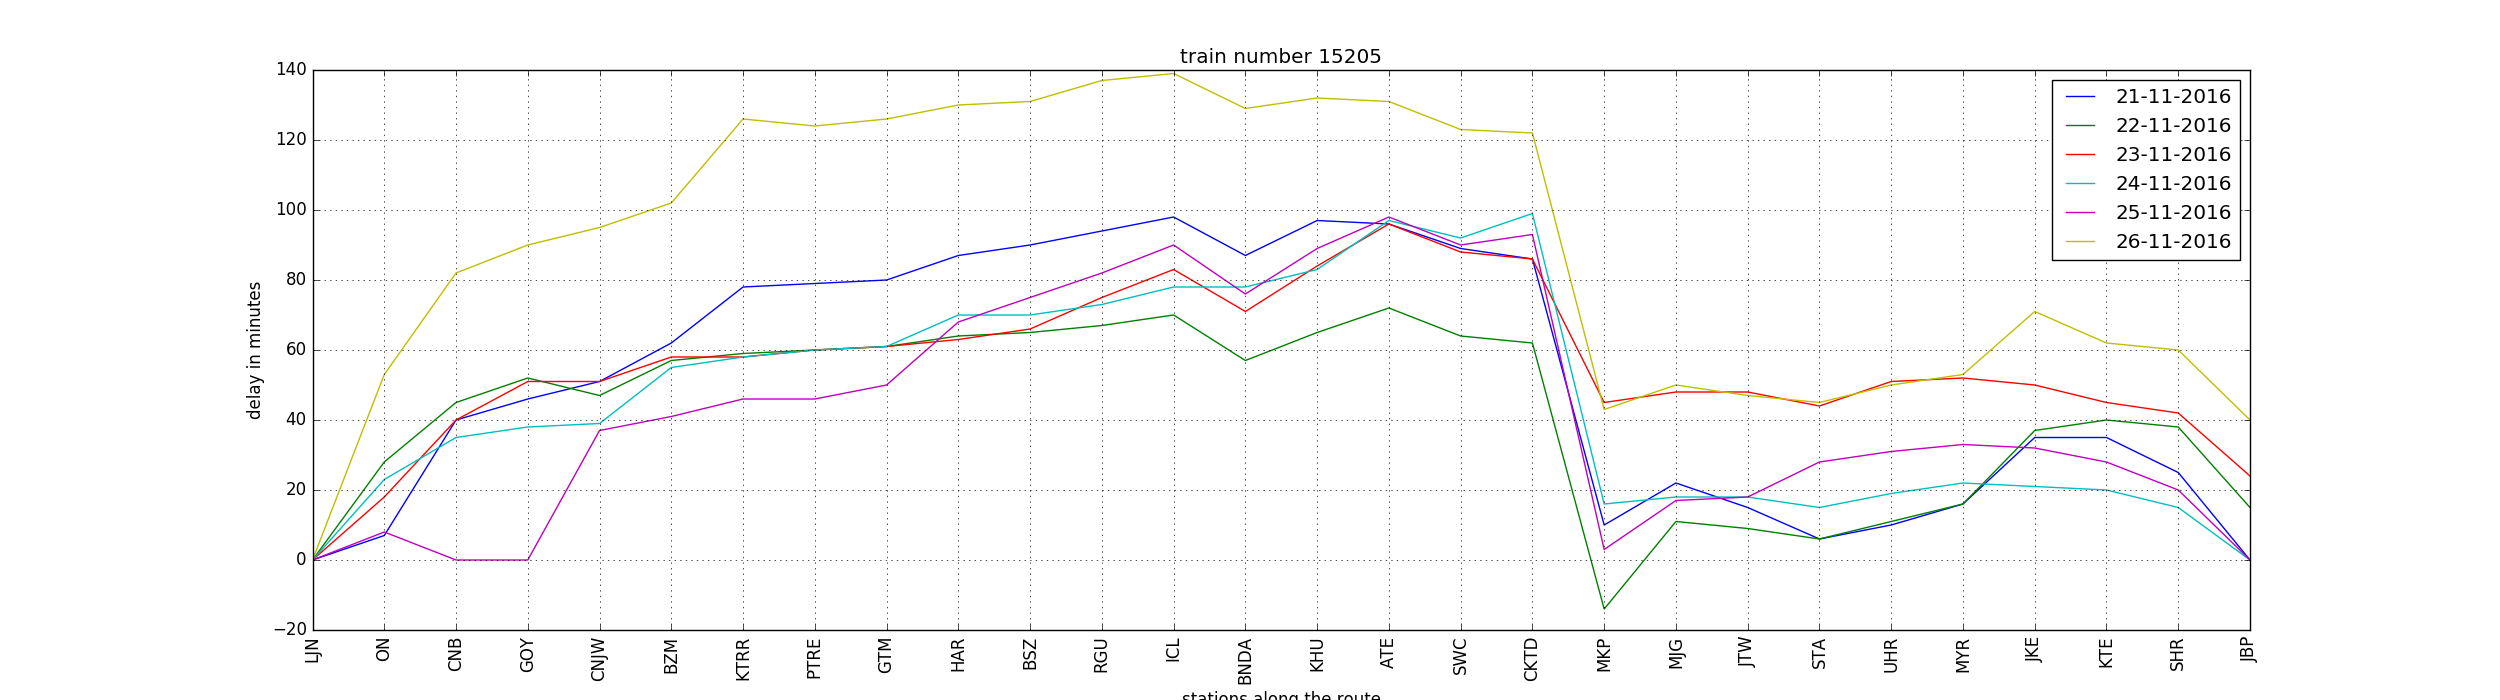 train number 15205
140
120
100
80
60
40
20
0
−20
delay in minutes
21-11-2016
22-11-2016
23-11-2016
24-11-2016
25-11-2016
26-11-2016
LJN
ON
CNB
GOY
CNJW
BZM
KTRR
PTRE
GTM
HAR
BSZ
RGU
ICL
BNDA
KHU
ATE
SWC
CKTD
MKP
MJG
JTW
STA
UHR
MYR
JKE
KTE
SHR
JBP
stations along the route